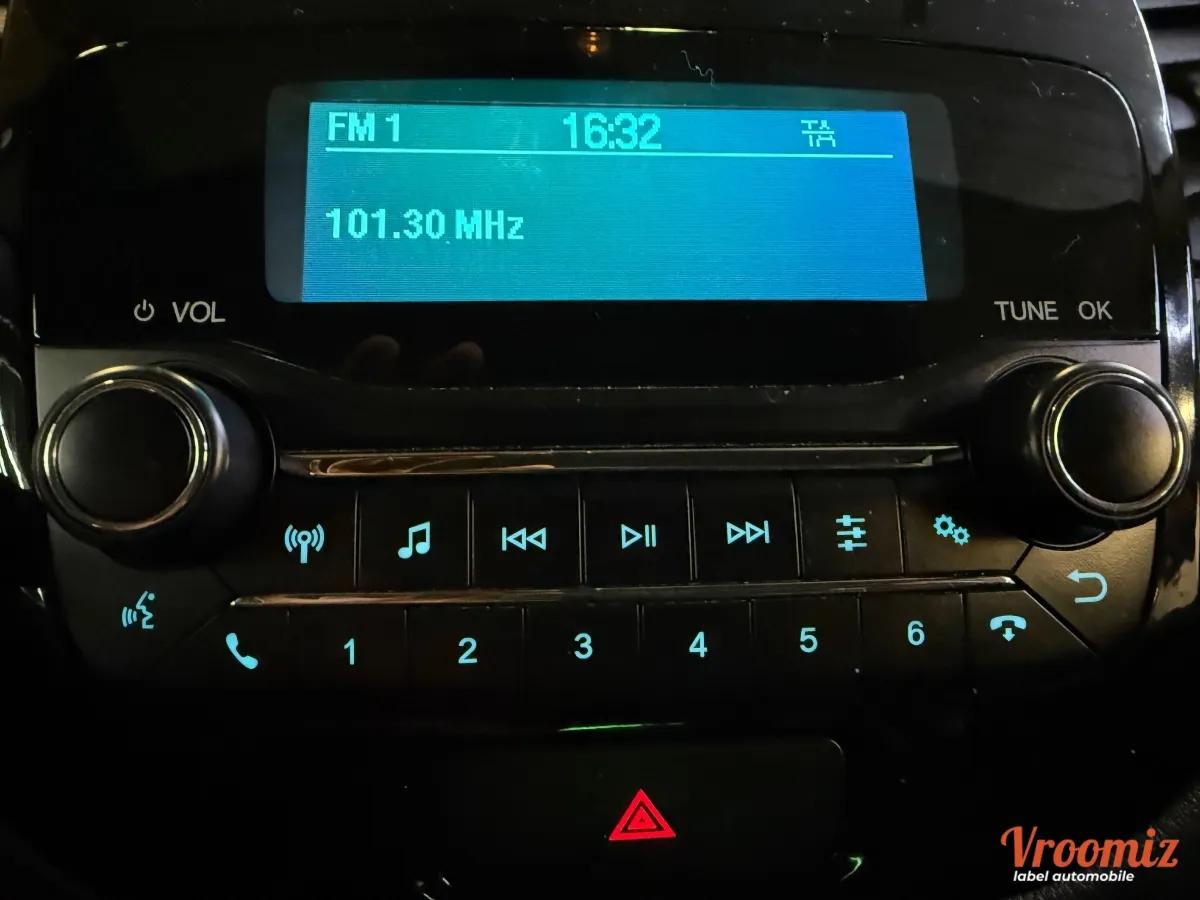 FM 1 16:32 TA
101.30 MHz
VOL
TUNE OK
1 2 3 4 5 6
Vroomiz
label automobile